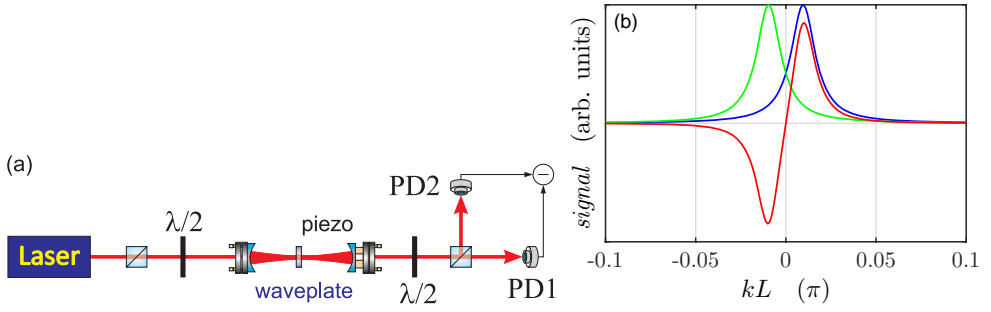 (a)
Laser
λ/2
waveplate
piezo
λ/2
PD2
−
PD1
(b)
signal (arb. units)
-0.1
-0.05
0
0.05
0.1
kL (π)